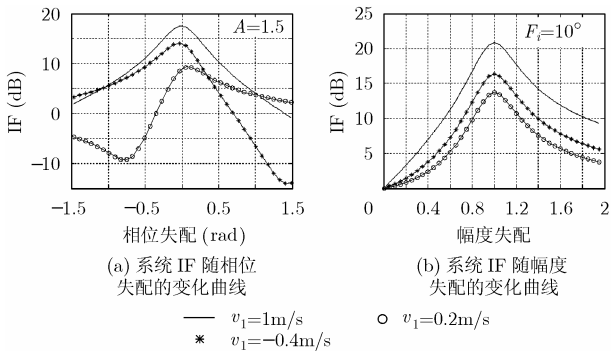 20
10
0
−10
IF (dB)
A=1.5
−1.5
−0.5
0.5
1.5
相位失配 (rad)
(a) 系统 IF 随相位
失配的变化曲线
25
20
15
10
5
IF (dB)
F_i=10°
0
0.4
0.8
1.2
1.6
2
幅度失配
(b) 系统 IF 随幅度
失配的变化曲线
v_1=1m/s
v_1=0.2m/s
v_1=−0.4m/s